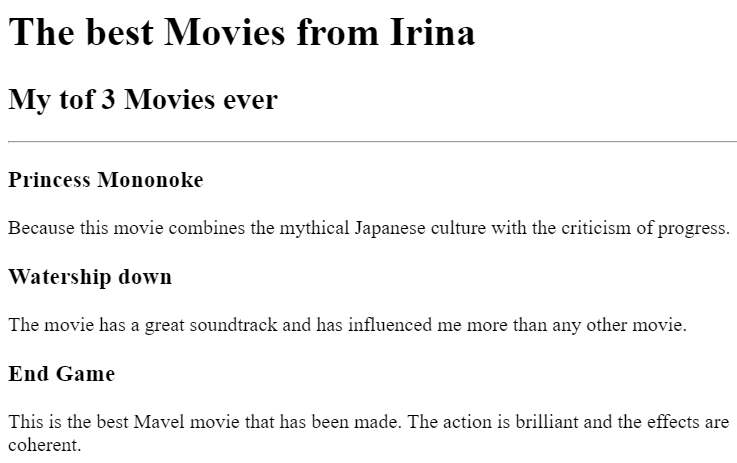 The best Movies from Irina
My tof 3 Movies ever
Princess Mononoke
Because this movie combines the mythical Japanese culture with the criticism of progress.
Watership down
The movie has a great soundtrack and has influenced me more than any other movie.
End Game
This is the best Mavel movie that has been made. The action is brilliant and the effects are
coherent.